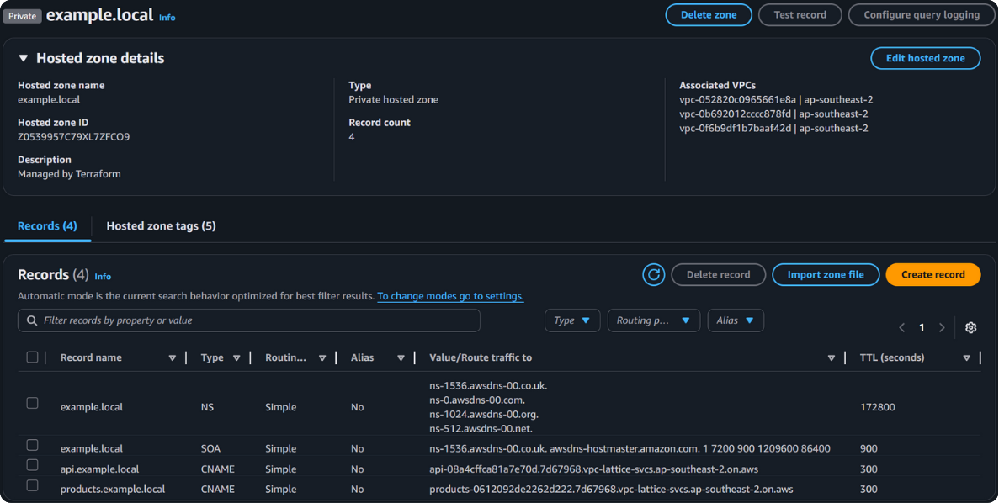 Private example.local Info Delete zone Test record Configure query logging
Hosted zone details Edit hosted zone
Hosted zone name
example.local
Hosted zone ID
Z0539957C79XL7ZFCO9
Description
Managed by Terraform
Type
Private hosted zone
Record count
4
Associated VPCs
vpc-052820c0965661e8a | ap-southeast-2
vpc-0b692012cccc878fd | ap-southeast-2
vpc-0f6b9df1b7baaf42d | ap-southeast-2
Records (4) Hosted zone tags (5)
Records (4) Info Delete record Import zone file Create record
Automatic mode is the current search behavior optimized for best filter results. To change modes go to settings.
Filter records by property or value Type Routing p... Alias 1
Record name Type Routin... Alias Value/Route traffic to TTL (seconds)
example.local NS Simple No ns-1536.awsdns-00.co.uk.
ns-0.awsdns-00.com.
ns-1024.awsdns-00.org.
ns-512.awsdns-00.net. 172800
example.local SOA Simple No ns-1536.awsdns-00.co.uk. awsdns-hostmaster.amazon.com. 1 7200 900 1209600 86400 900
api.example.local CNAME Simple No api-08a4cffca81a7e70d.7d67968.vpc-lattice-svcs.ap-southeast-2.on.aws 300
products.example.local CNAME Simple No products-0612092de2262d222.7d67968.vpc-lattice-svcs.ap-southeast-2.on.aws 300